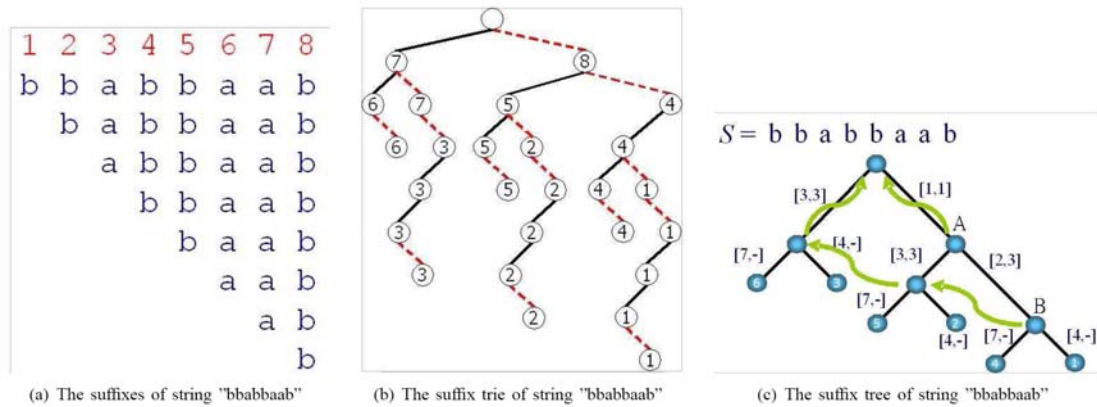 1 2 3 4 5 6 7 8
b b a b b a a b
b a b b a a b
a b b a a b
b b a a b
b a a b
a a b
a b
b
7 8
6 7 5 4
6 3 5 2 4
3 5 2 4 1
3 2 4 1
3 2 1
2 1
1
S = b b a b b a a b
[3,3] [1,1]
A
[7,-] [4,-] [3,3] [2,3]
6 3
[7,-] B
5 2 [4,-] [7,-] [4,-]
4 1
(a) The suffixes of string "bbabbaab"
(b) The suffix trie of string "bbabbaab"
(c) The suffix tree of string "bbabbaab"